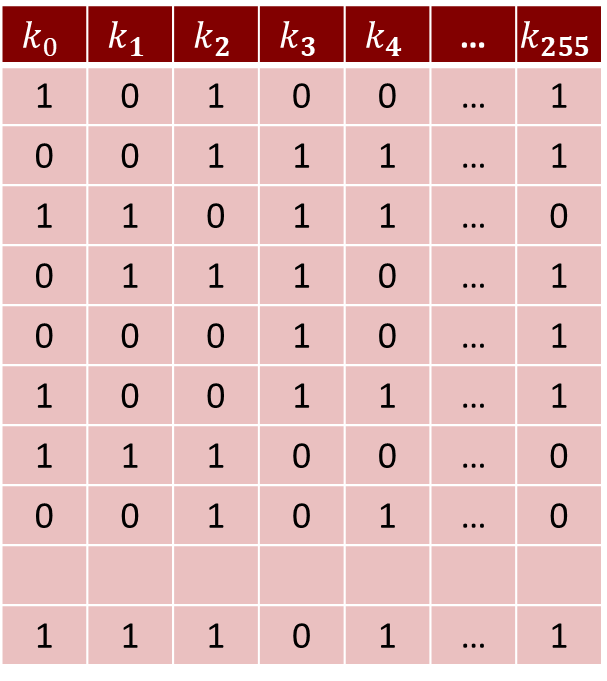 k₀ k₁ k₂ k₃ k₄ ... k₂₅₅
1 0 1 0 0 ... 1
0 0 1 1 1 ... 1
1 1 0 1 1 ... 0
0 1 1 1 0 ... 1
0 0 0 1 0 ... 1
1 0 0 1 1 ... 1
1 1 1 0 0 ... 0
0 0 1 0 1 ... 0
1 1 1 0 1 ... 1